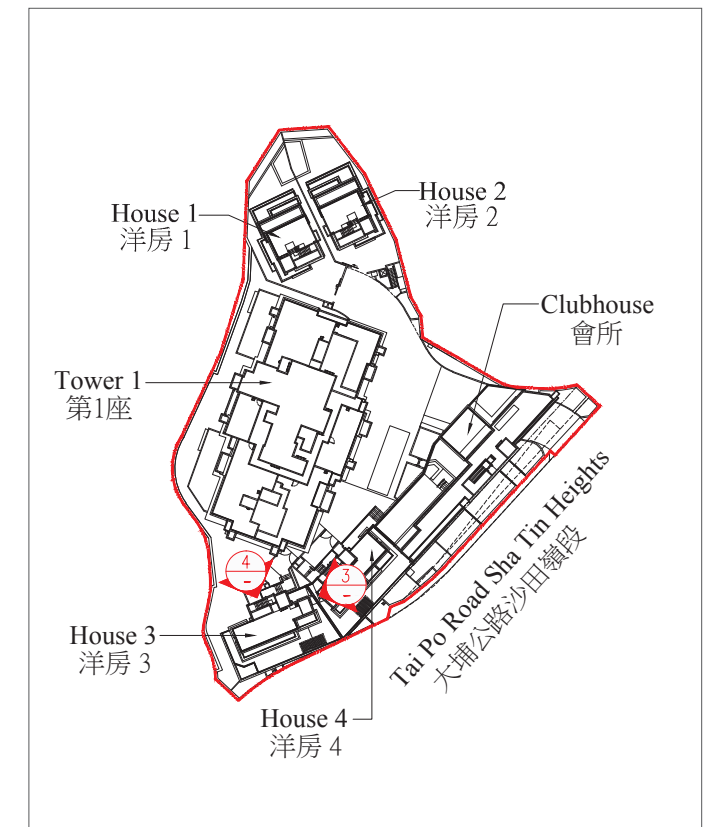 House 1
洋房 1
House 2
洋房 2
Clubhouse
會所
Tower 1
第1座
Tai Po Road Sha Tin Heights
大埔公路沙田嶺段
4
–
3
–
House 3
洋房 3
House 4
洋房 4